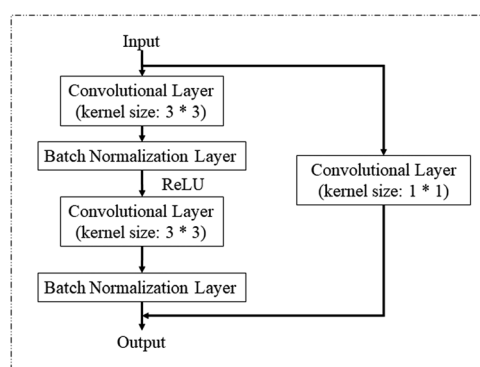 Input
Convolutional Layer
(kernel size: 3 * 3)
Batch Normalization Layer
ReLU
Convolutional Layer
(kernel size: 3 * 3)
Batch Normalization Layer
Output
Convolutional Layer
(kernel size: 1 * 1)